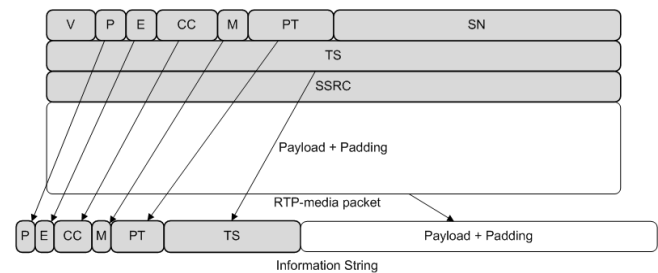 V P E CC M PT SN
TS
SSRC
Payload + Padding
RTP-media packet
P E CC M PT TS Payload + Padding
Information String